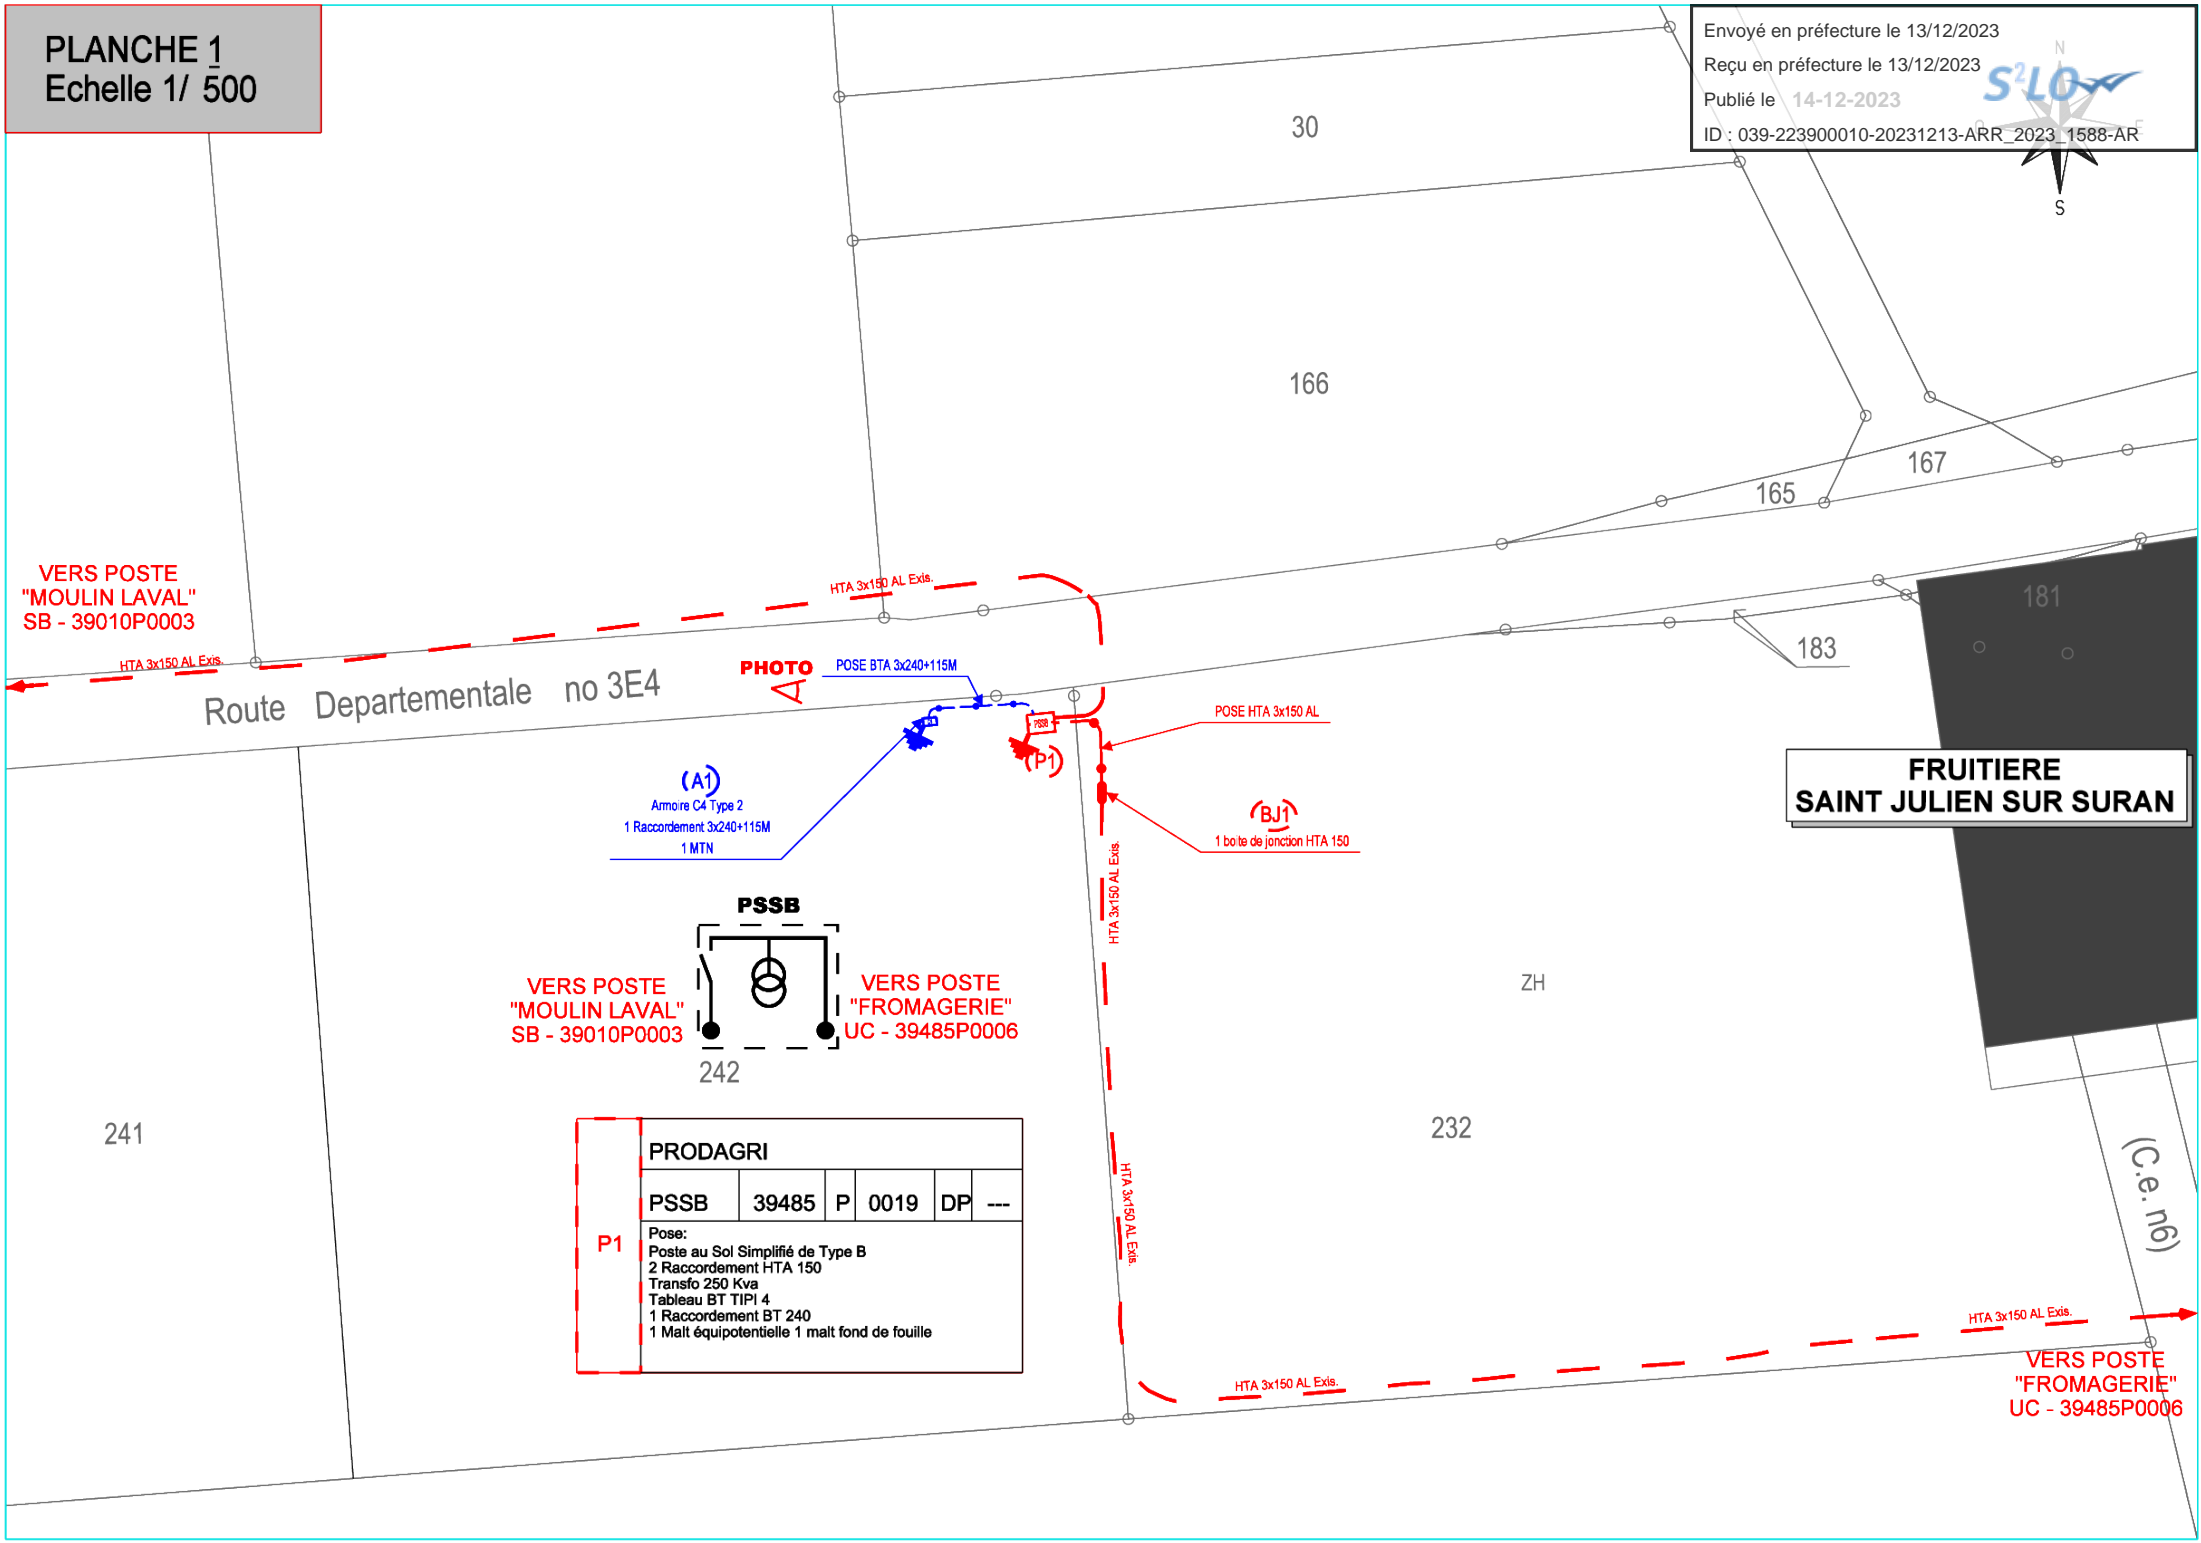 PLANCHE 1
Echelle 1/ 500
Envoyé en préfecture le 13/12/2023
Reçu en préfecture le 13/12/2023
Publié le 14-12-2023
ID : 039-223900010-20231213-ARR_2023_1588-AR
S²LO
N
O
E
S
30
166
167
165
181
183
VERS POSTE
"MOULIN LAVAL"
SB - 39010P0003
HTA 3x150 AL Exis.
HTA 3x150 AL Exis.
Route Departementale no 3E4
PHOTO
POSE BTA 3x240+115M
PSSB
(P1)
POSE HTA 3x150 AL
(A1)
Armoire C4 Type 2
1 Raccordement 3x240+115M
1 MTN
(BJ1)
1 boite de jonction HTA 150
FRUITIERE
SAINT JULIEN SUR SURAN
HTA 3x150 AL Exis.
PSSB
VERS POSTE
"MOULIN LAVAL"
SB - 39010P0003
VERS POSTE
"FROMAGERIE"
UC - 39485P0006
242
ZH
241
232
(C.e. n6)
P1
PRODAGRI
PSSB 39485 P 0019 DP ---
Pose:
Poste au Sol Simplifié de Type B
2 Raccordement HTA 150
Transfo 250 Kva
Tableau BT TIPI 4
1 Raccordement BT 240
1 Malt équipotentielle 1 malt fond de fouille
HTA 3x150 AL Exis.
HTA 3x150 AL Exis.
HTA 3x150 AL Exis.
VERS POSTE
"FROMAGERIE"
UC - 39485P0006